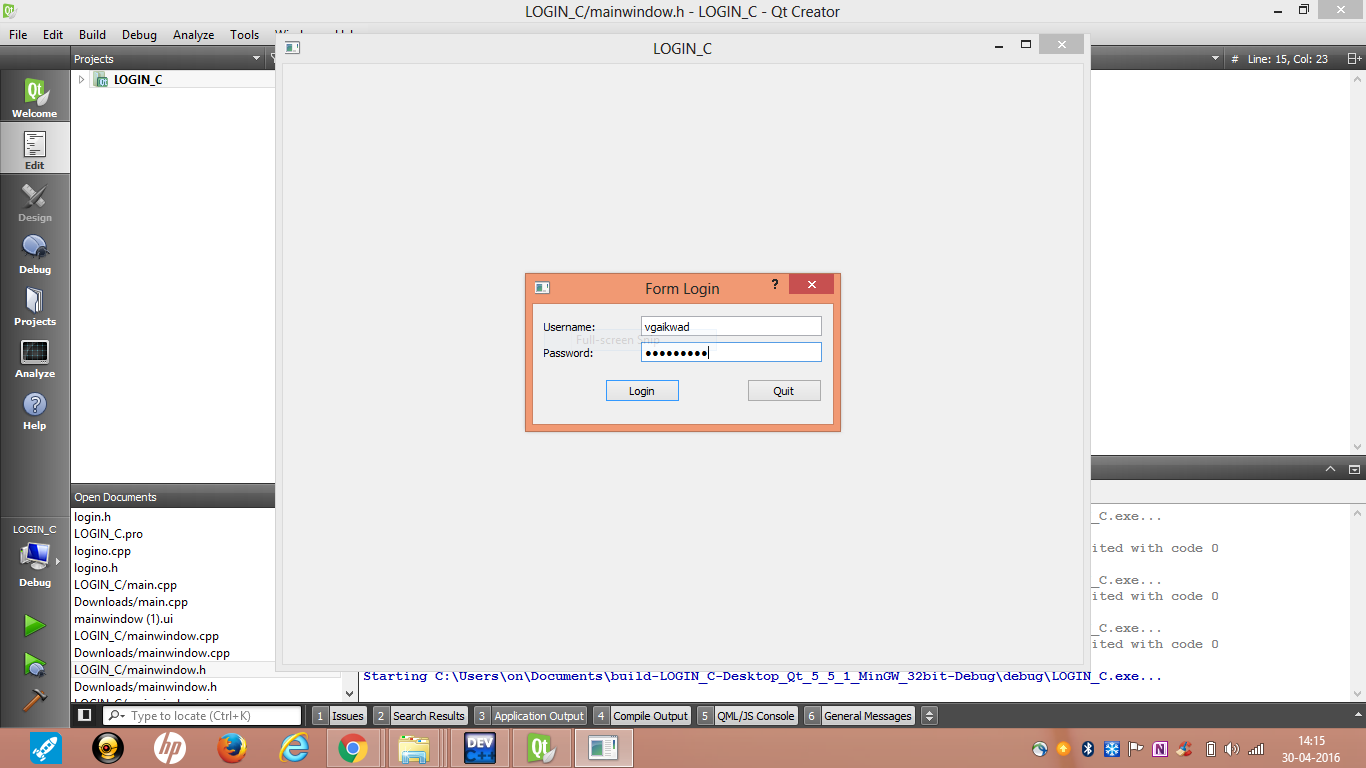 LOGIN_C/mainwindow.h - LOGIN_C - Qt Creator
File Edit Build Debug Analyze Tools
LOGIN_C
Projects
# Line: 15, Col: 23
LOGIN_C
Welcome
Edit
Design
Debug
Projects
Analyze
Help
Form Login
?
Username: vgaikwad
Full-screen Snip
Password: ●●●●●●●●●
Login Quit
Open Documents
login.h
LOGIN_C.pro
logino.cpp
logino.h
LOGIN_C/main.cpp
Downloads/main.cpp
mainwindow (1).ui
LOGIN_C/mainwindow.cpp
Downloads/mainwindow.cpp
LOGIN_C/mainwindow.h
Downloads/mainwindow.h
LOGIN_C
Debug
_C.exe...
ited with code 0
_C.exe...
ited with code 0
_C.exe...
ited with code 0
Starting C:\Users\on\Documents\build-LOGIN_C-Desktop_Qt_5_5_1_MinGW_32bit-Debug\debug\LOGIN_C.exe...
Type to locate (Ctrl+K) 1 Issues 2 Search Results 3 Application Output 4 Compile Output 5 QML/JS Console 6 General Messages
hp
DEV
C++
Qt
N
14:15
30-04-2016